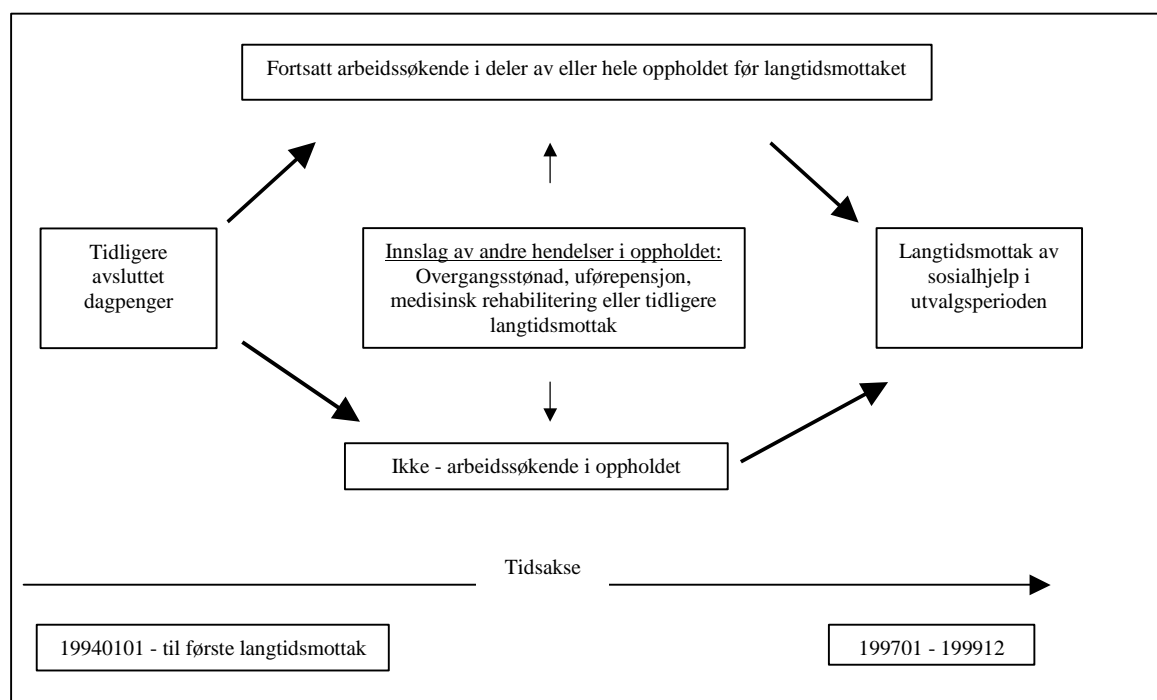 Fortsatt arbeidssøkende i deler av eller hele oppholdet før langtidsmottaket
Tidligere
avsluttet
dagpenger
Innslag av andre hendelser i oppholdet:
Overgangsstønad, uførepensjon,
medisinsk rehabilitering eller tidligere
langtidsmottak
Langtidsmottak av
sosialhjelp i
utvalgsperioden
Ikke - arbeidssøkende i oppholdet
Tidsakse
19940101 - til første langtidsmottak
199701 - 199912